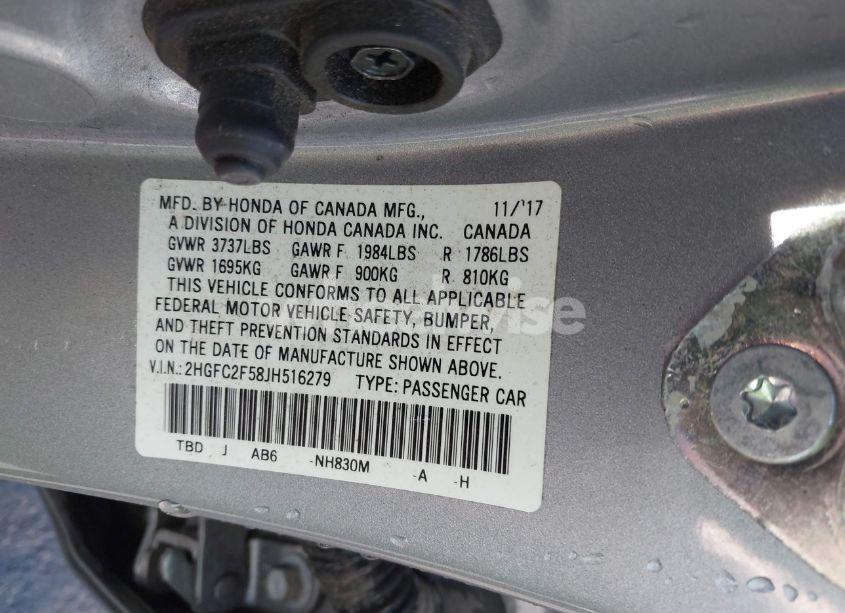 MFD. BY HONDA OF CANADA MFG., 11/'17
A DIVISION OF HONDA CANADA INC. CANADA
GVWR 3737LBS GAWR F 1984LBS R 1786LBS
GVWR 1695KG GAWR F 900KG R 810KG
THIS VEHICLE CONFORMS TO ALL APPLICABLE
FEDERAL MOTOR VEHICLE SAFETY, BUMPER,
AND THEFT PREVENTION STANDARDS IN EFFECT
ON THE DATE OF MANUFACTURE SHOWN ABOVE.
V.I.N.: 2HGFC2F58JH516279 TYPE: PASSENGER CAR
TBD J AB6 -NH830M -A -H